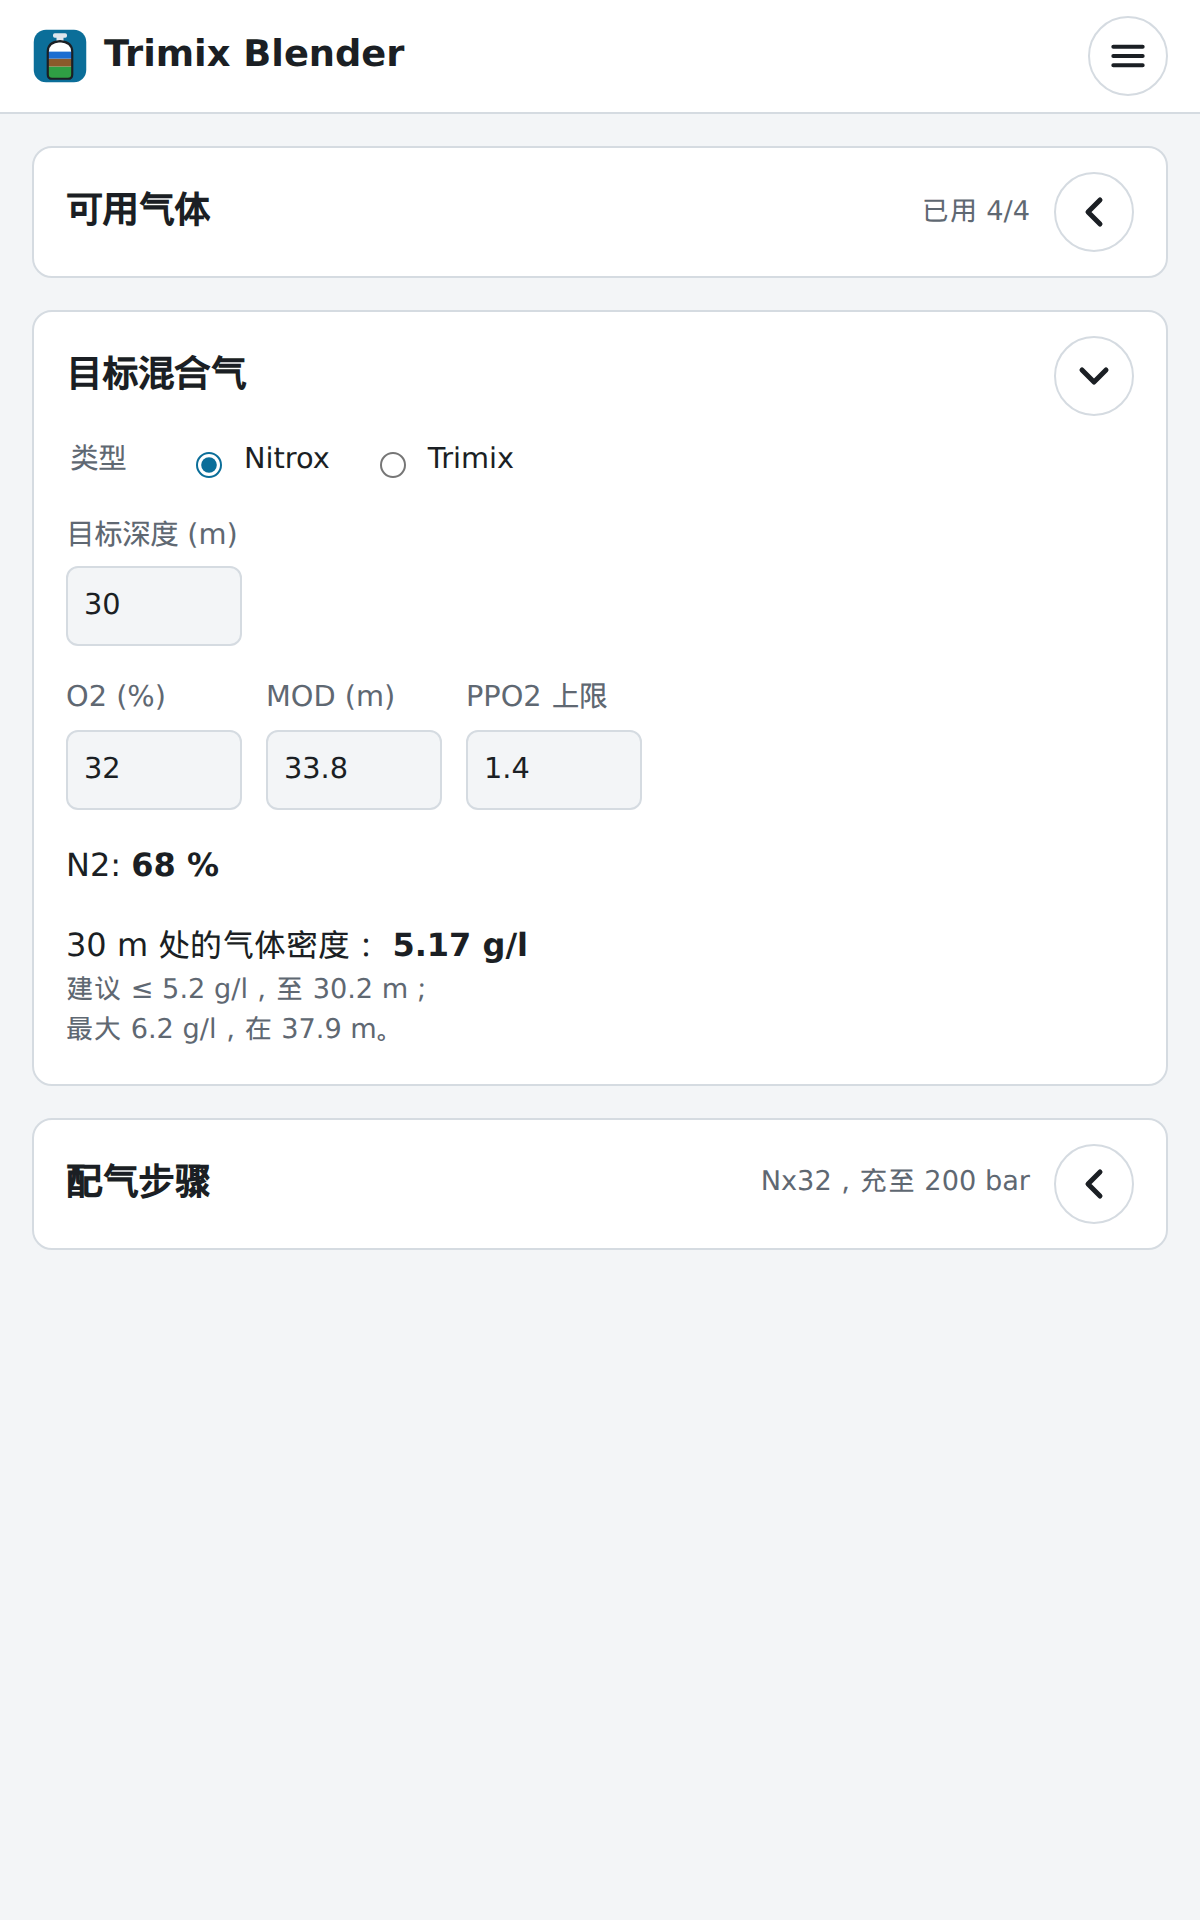 Trimix Blender
可用气体
已用 4/4
目标混合气
类型 Nitrox Trimix
目标深度 (m)
30
O2 (%) MOD (m) PPO2 上限
32 33.8 1.4
N2: 68 %
30 m 处的气体密度： 5.17 g/l
建议 ≤ 5.2 g/l，至 30.2 m；
最大 6.2 g/l，在 37.9 m。
配气步骤
Nx32，充至 200 bar